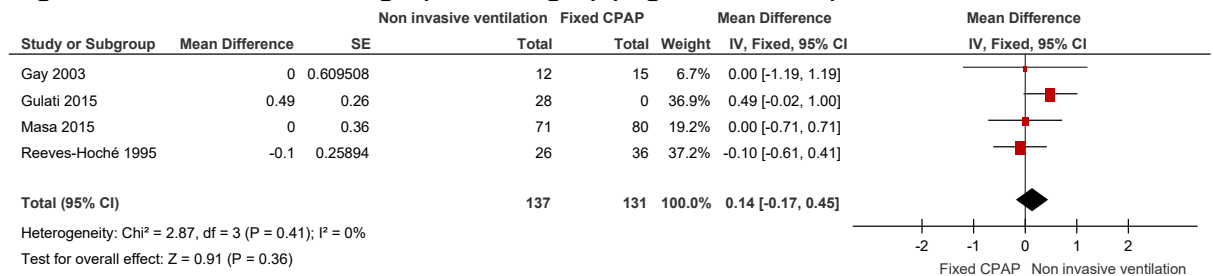 Non invasive ventilation Fixed CPAP Mean Difference Mean Difference
Study or Subgroup Mean Difference SE Total Total Weight IV, Fixed, 95% CI IV, Fixed, 95% CI
Gay 2003 0 0.609508 12 15 6.7% 0.00 [-1.19, 1.19]
Gulati 2015 0.49 0.26 28 0 36.9% 0.49 [-0.02, 1.00]
Masa 2015 0 0.36 71 80 19.2% 0.00 [-0.71, 0.71]
Reeves-Hoché 1995 -0.1 0.25894 26 36 37.2% -0.10 [-0.61, 0.41]
Total (95% CI) 137 131 100.0% 0.14 [-0.17, 0.45]
Heterogeneity: Chi² = 2.87, df = 3 (P = 0.41); I² = 0%
Test for overall effect: Z = 0.91 (P = 0.36)
-2 -1 0 1 2
Fixed CPAP Non invasive ventilation